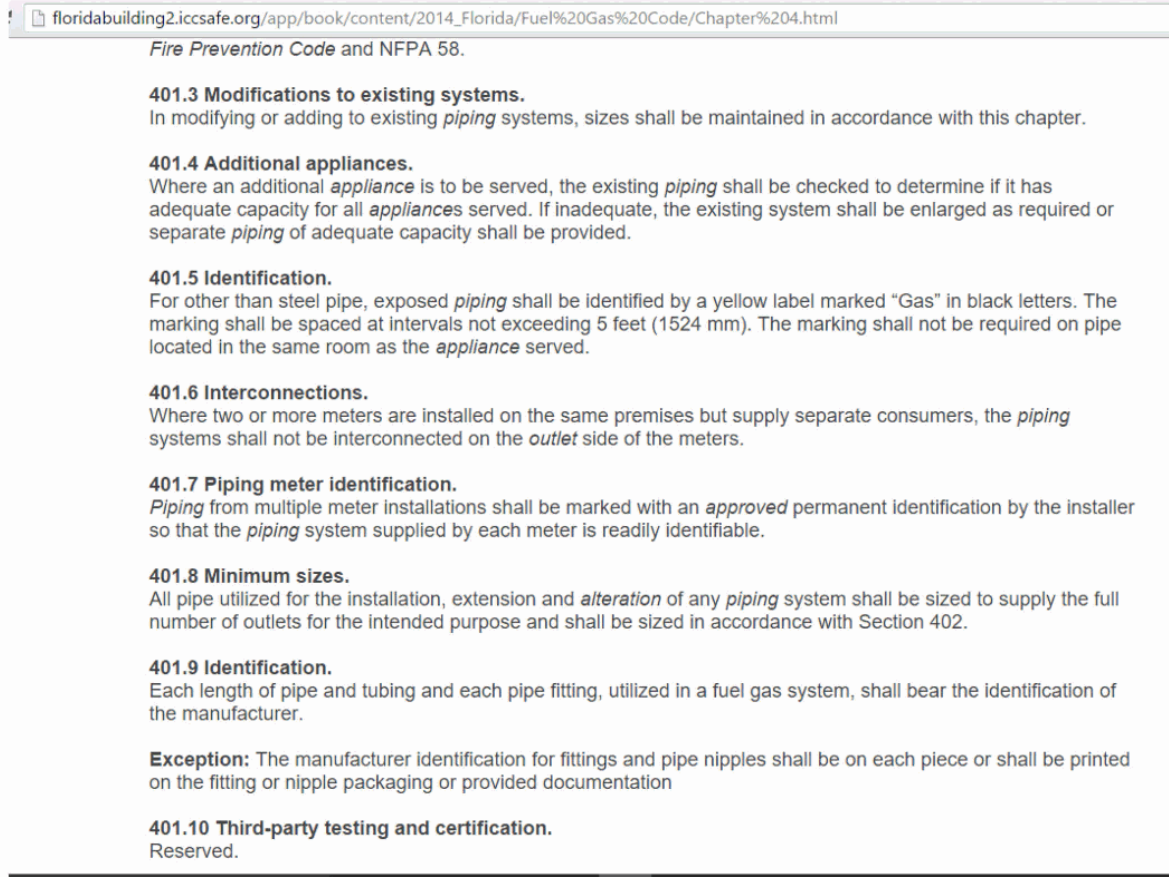 floridabuilding2.iccsafe.org/app/book/content/2014_Florida/Fuel%20Gas%20Code/Chapter%204.html
Fire Prevention Code and NFPA 58.
401.3 Modifications to existing systems.
In modifying or adding to existing piping systems, sizes shall be maintained in accordance with this chapter.
401.4 Additional appliances.
Where an additional appliance is to be served, the existing piping shall be checked to determine if it has
adequate capacity for all appliances served. If inadequate, the existing system shall be enlarged as required or
separate piping of adequate capacity shall be provided.
401.5 Identification.
For other than steel pipe, exposed piping shall be identified by a yellow label marked “Gas” in black letters. The
marking shall be spaced at intervals not exceeding 5 feet (1524 mm). The marking shall not be required on pipe
located in the same room as the appliance served.
401.6 Interconnections.
Where two or more meters are installed on the same premises but supply separate consumers, the piping
systems shall not be interconnected on the outlet side of the meters.
401.7 Piping meter identification.
Piping from multiple meter installations shall be marked with an approved permanent identification by the installer
so that the piping system supplied by each meter is readily identifiable.
401.8 Minimum sizes.
All pipe utilized for the installation, extension and alteration of any piping system shall be sized to supply the full
number of outlets for the intended purpose and shall be sized in accordance with Section 402.
401.9 Identification.
Each length of pipe and tubing and each pipe fitting, utilized in a fuel gas system, shall bear the identification of
the manufacturer.
Exception: The manufacturer identification for fittings and pipe nipples shall be on each piece or shall be printed
on the fitting or nipple packaging or provided documentation
401.10 Third-party testing and certification.
Reserved.